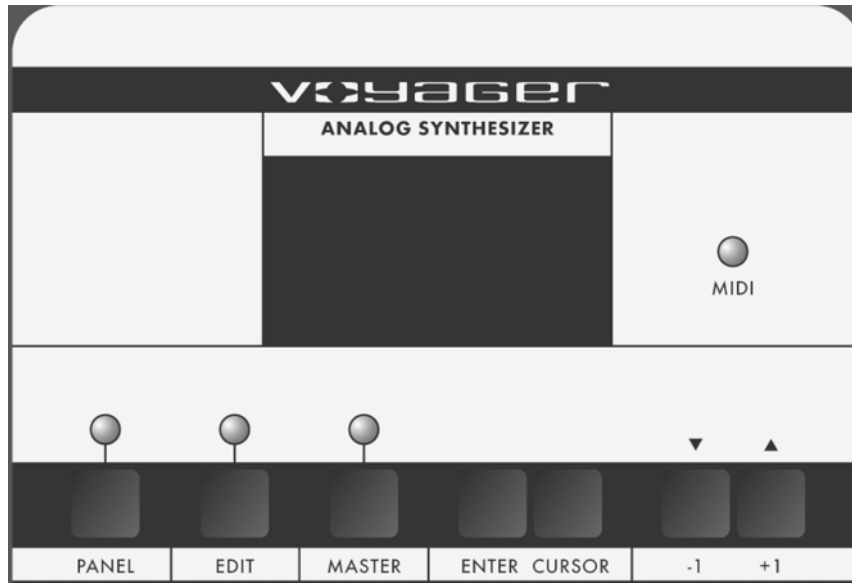 VOYAGER
ANALOG SYNTHESIZER
MIDI
PANEL EDIT MASTER ENTER CURSOR -1 +1